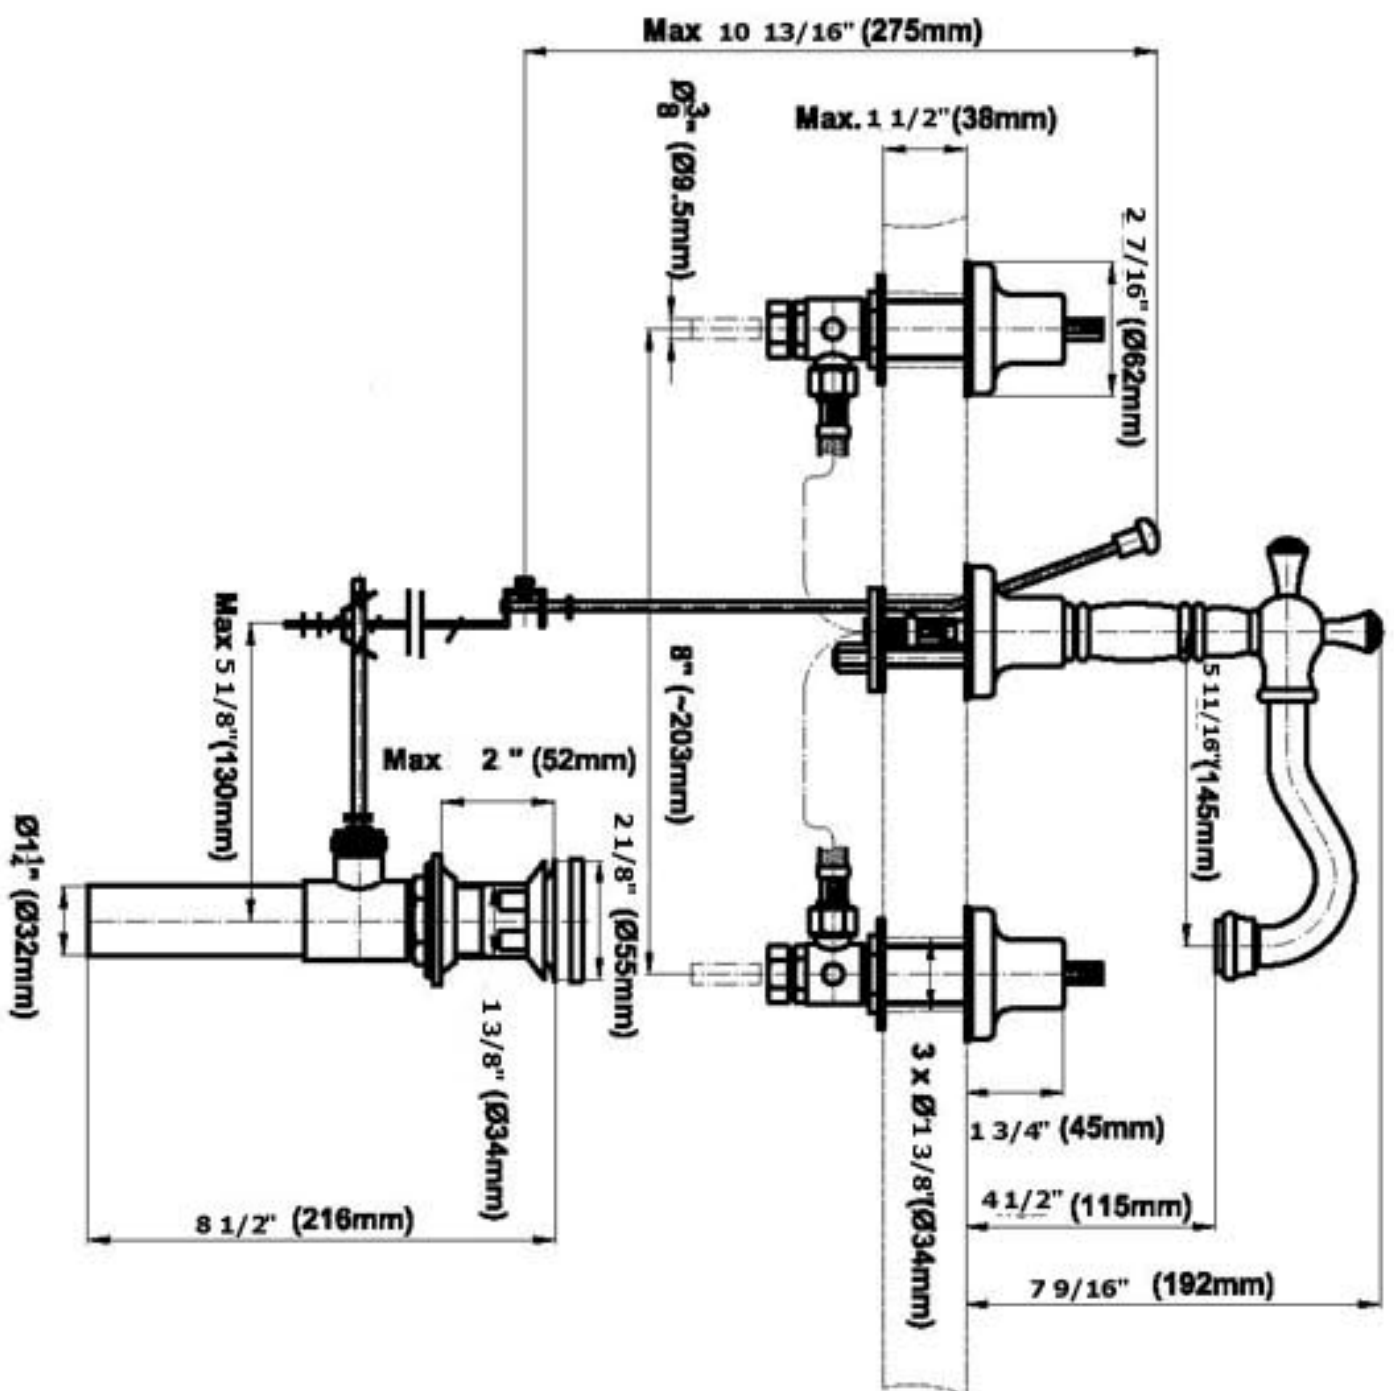 Max 10 13/16" (275mm)
Ø3/8" (Ø9.5mm)
Max. 1 1/2" (38mm)
2 7/16" (Ø62mm)
Max 5 1/8"(130mm)
8" (~203mm)
5 11/16"(145mm)
Max 2 " (52mm)
Ø1¼" (Ø32mm)
2 1/8" (Ø55mm)
1 3/8" (Ø34mm)
3 x Ø1 3/8"(Ø34mm)
1 3/4" (45mm)
4 1/2" (115mm)
8 1/2" (216mm)
7 9/16" (192mm)